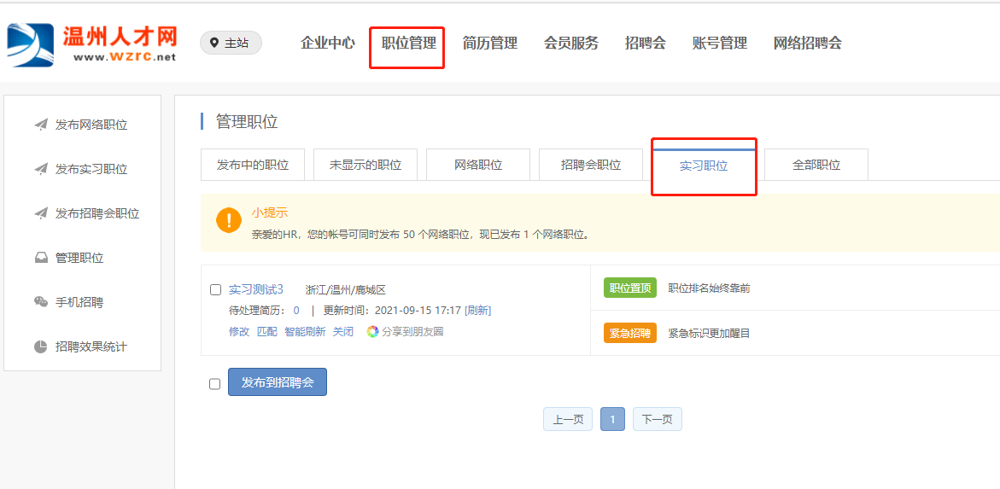 温州人才网
www.wzrc.net
主站
企业中心 职位管理 简历管理 会员服务 招聘会 账号管理 网络招聘会
发布网络职位
发布实习职位
发布招聘会职位
管理职位
手机招聘
招聘效果统计
管理职位
发布中的职位 未显示的职位 网络职位 招聘会职位 实习职位 全部职位
小提示
亲爱的HR，您的帐号可同时发布 50 个网络职位，现已发布 1 个网络职位。
实习测试3 浙江/温州/鹿城区
待处理简历： 0 | 更新时间：2021-09-15 17:17 [刷新]
修改 匹配 智能刷新 关闭 分享到朋友圈
职位置顶 职位排名始终靠前
紧急招聘 紧急标识更加醒目
发布到招聘会
上一页 1 下一页